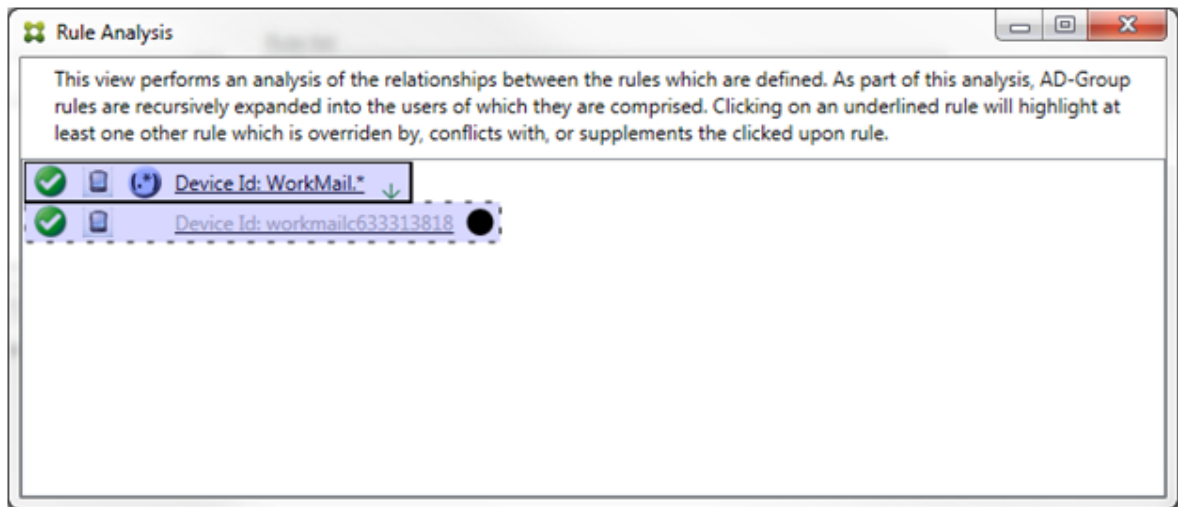 Rule Analysis
This view performs an analysis of the relationships between the rules which are defined. As part of this analysis, AD-Group
rules are recursively expanded into the users of which they are comprised. Clicking on an underlined rule will highlight at
least one other rule which is overriden by, conflicts with, or supplements the clicked upon rule.
(.*) Device Id: WorkMail.*
Device Id: workmailc633313818